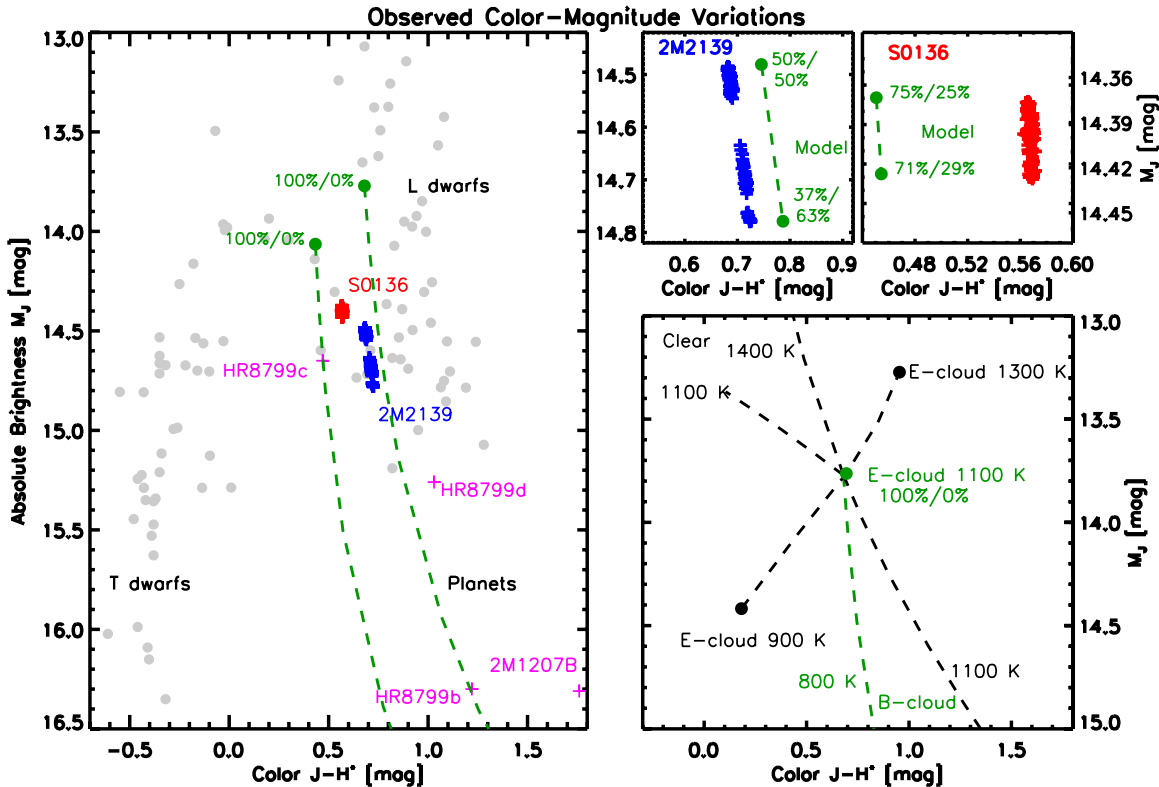 Observed Color-Magnitude Variations
13.0
13.5
14.0
14.5
15.0
15.5
16.0
16.5
Absolute Brightness M_J [mag]
100%/0%
L dwarfs
100%/0%
S0136
HR8799c
2M2139
HR8799d
T dwarfs
Planets
2M1207B
HR8799b
-0.5
0.0
0.5
1.0
1.5
Color J-H* [mag]
2M2139
14.5
14.6
14.7
14.8
50%/
50%
Model
37%/
63%
0.6
0.7
0.8
0.9
Color J-H* [mag]
S0136
75%/25%
Model
71%/29%
14.36
14.39
14.42
14.45
M_J [mag]
0.48
0.52
0.56
0.60
Color J-H* [mag]
Clear
1400 K
1100 K
E-cloud 1300 K
E-cloud 1100 K
100%/0%
E-cloud 900 K
800 K
1100 K
B-cloud
13.0
13.5
14.0
14.5
15.0
M_J [mag]
0.0
0.5
1.0
1.5
Color J-H* [mag]